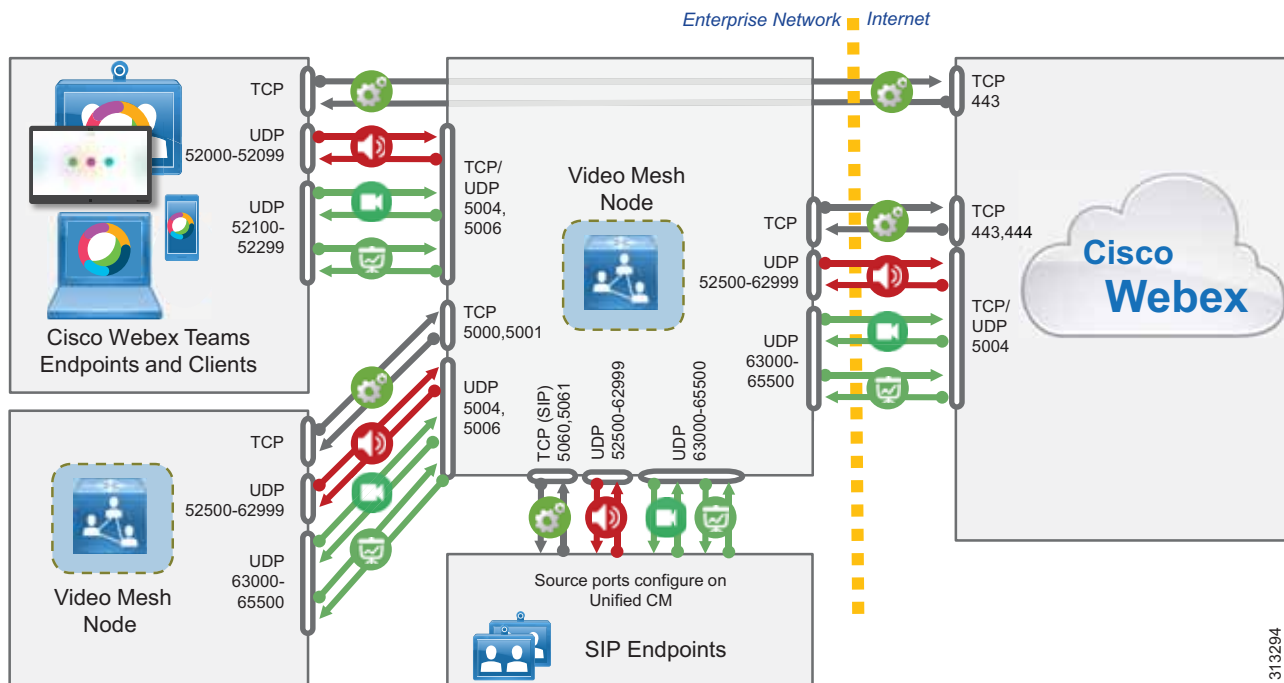 Enterprise Network
Internet
TCP
UDP
52000-52099
UDP
52100-
52299
Cisco Webex Teams
Endpoints and Clients
TCP/
UDP
5004,
5006
Video Mesh
Node
TCP
5000,5001
UDP
5004,
5006
TCP
UDP
52500-62999
UDP
63000-
65500
TCP
443
TCP
443,444
TCP/
UDP
5004
Cisco
Webex
TCP
UDP
52500-62999
UDP
63000-
65500
Video Mesh
Node
TCP (SIP)
5060,5061
UDP
52500-62999
UDP
63000-65500
Source ports configure on
Unified CM
SIP Endpoints
313294